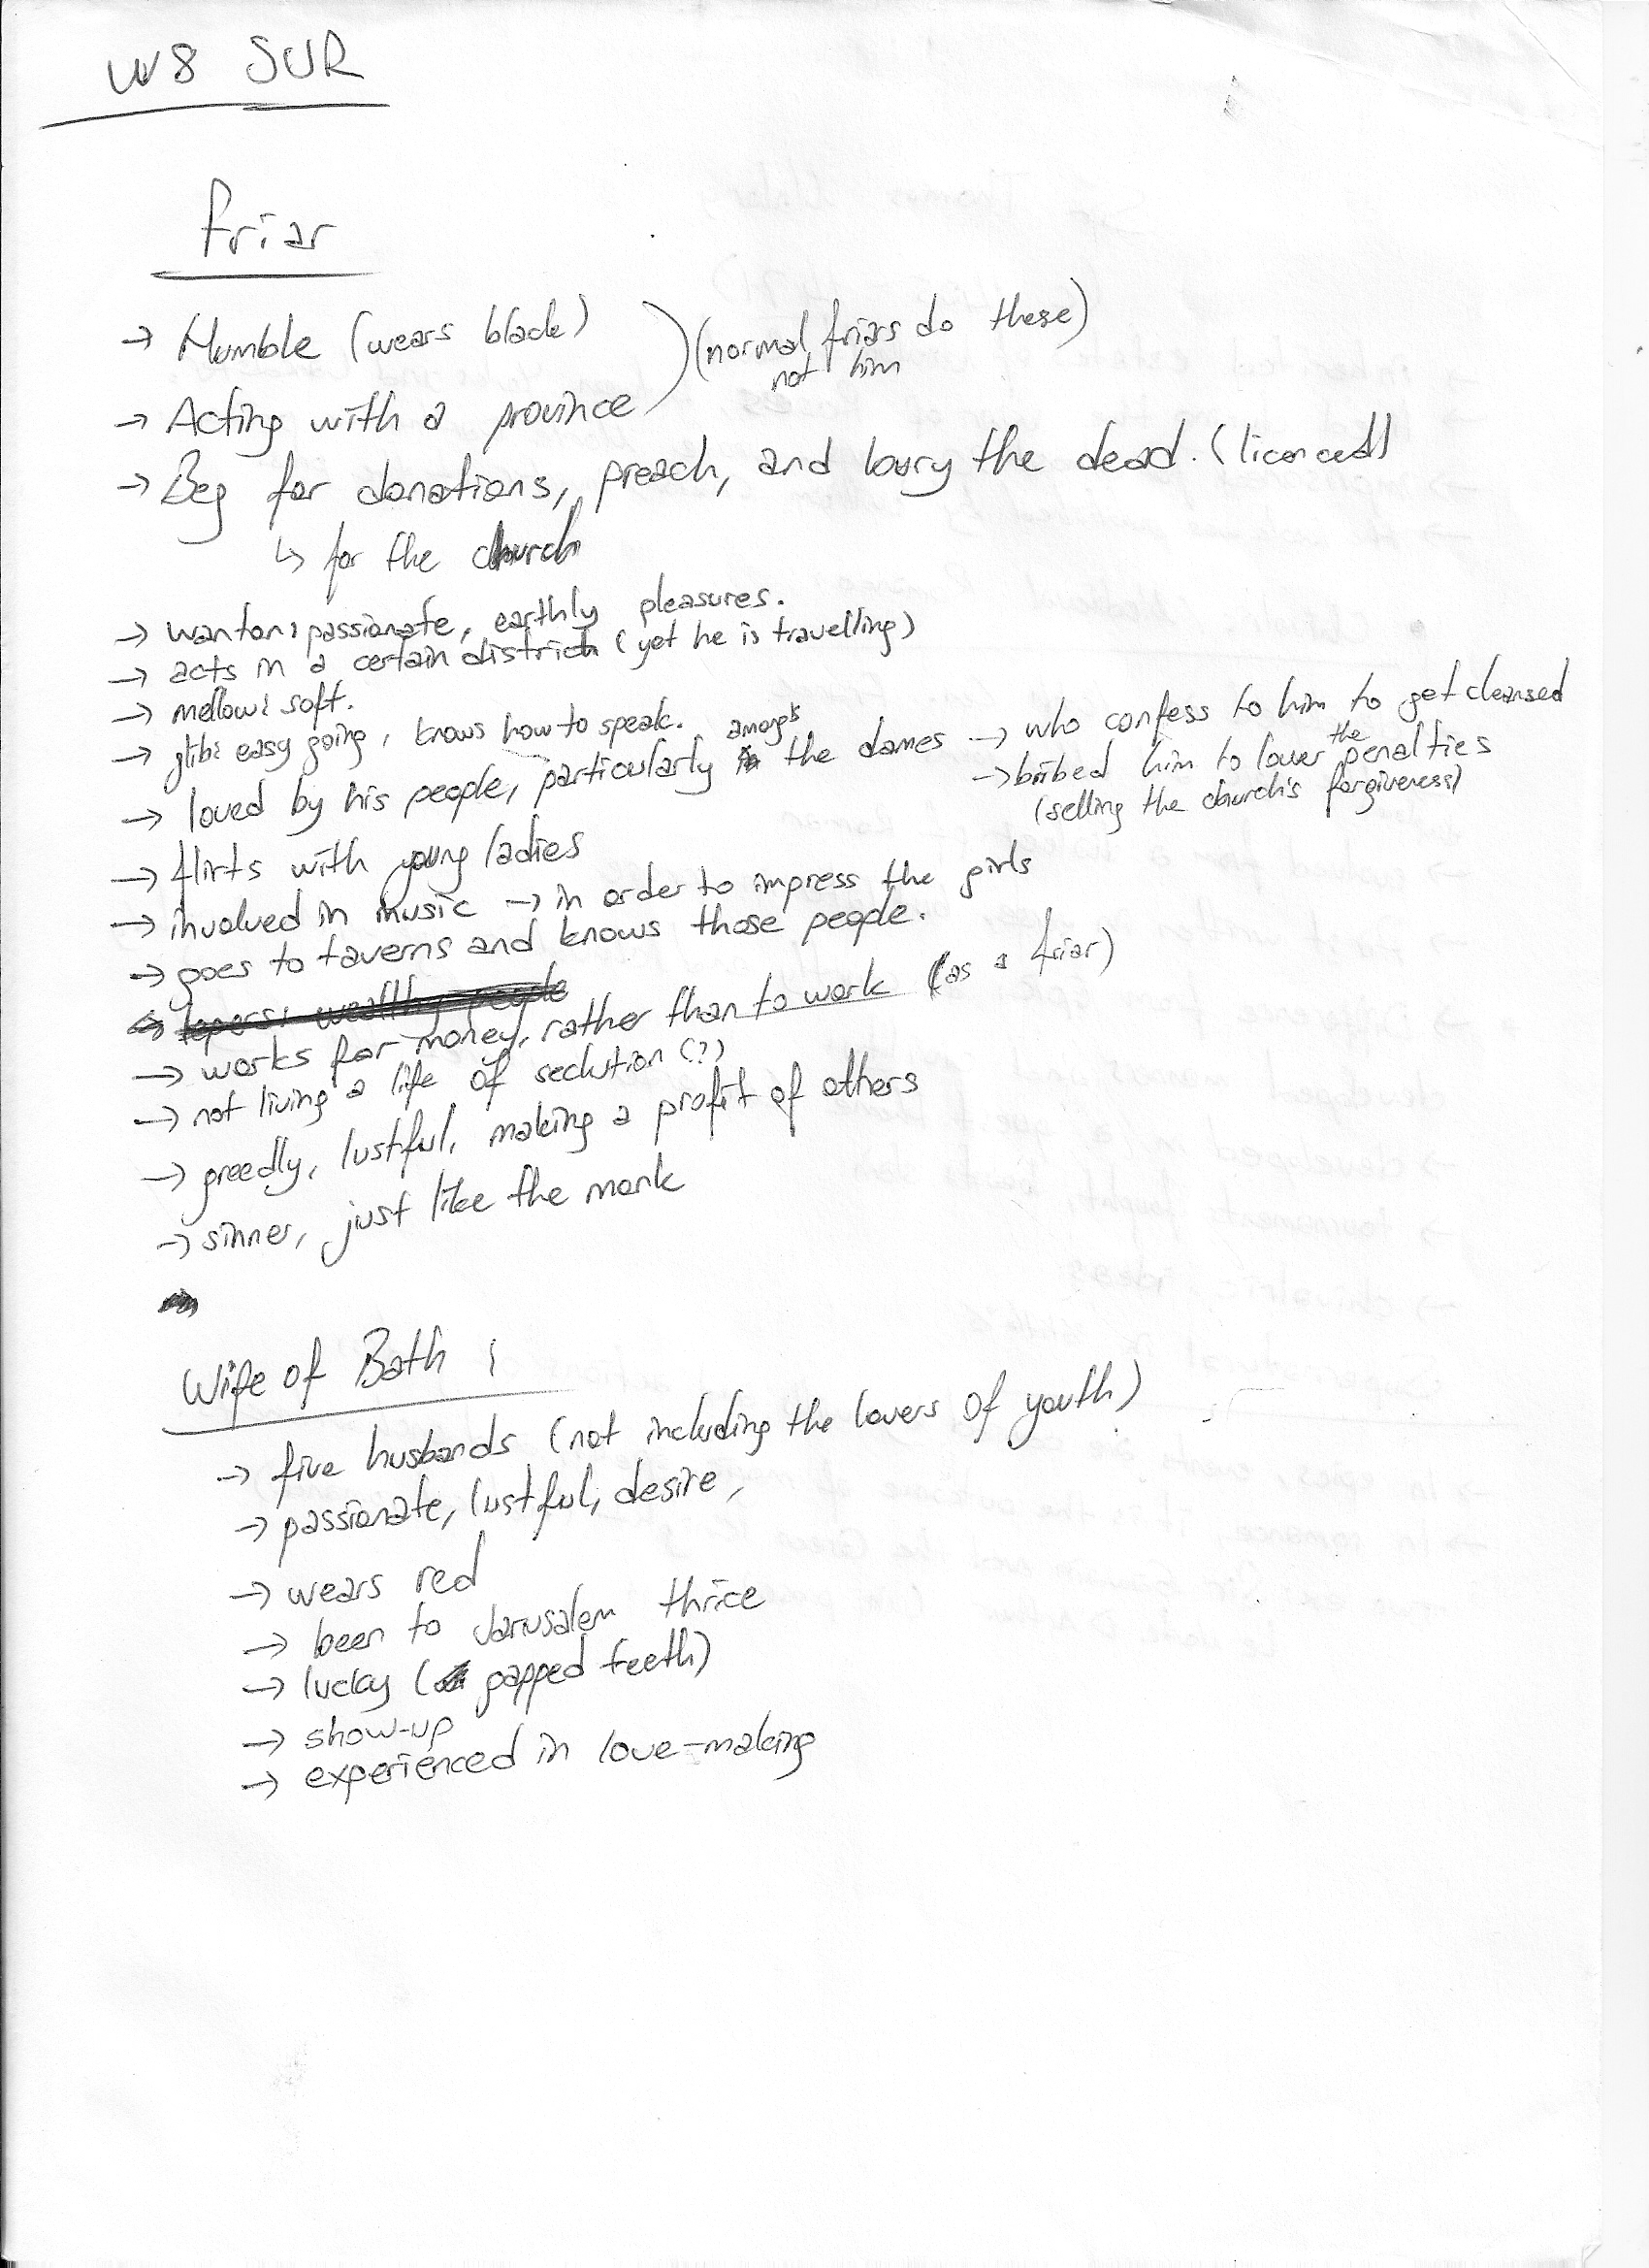 W8 SUR
Friar
→ Humble (wears black)
(normal friars do these)
not him
→ Acting with a province
→ Beg for donations, preach, and bury the dead. (licenced)
↳ for the church
→ wanton: passionate, earthly pleasures.
→ acts in a certain district (yet he is travelling)
→ mellow: soft.
→ glib: easy going, knows how to speak.
→ loved by his people, particularly amongs the dames → who confess to him to get cleansed
→ bribed him to lower the penalties
(selling the church's forgiveness)
→ flirts with young ladies
→ involved in music → in order to impress the girls
→ goes to taverns and knows those people.
→ lepers: wealthy people
→ works for money, rather than to work (as a friar)
→ not living a life of seclution (?)
→ greedly, lustful, making a profit of others
→ sinner, just like the monk
Wife of Bath :
→ five husbands (not including the lovers of youth)
→ passionate, lustful, desire,
→ wears red
→ been to Jarusalem thrice
→ lucky (gapped teeth)
→ show-up
→ experienced in love-making